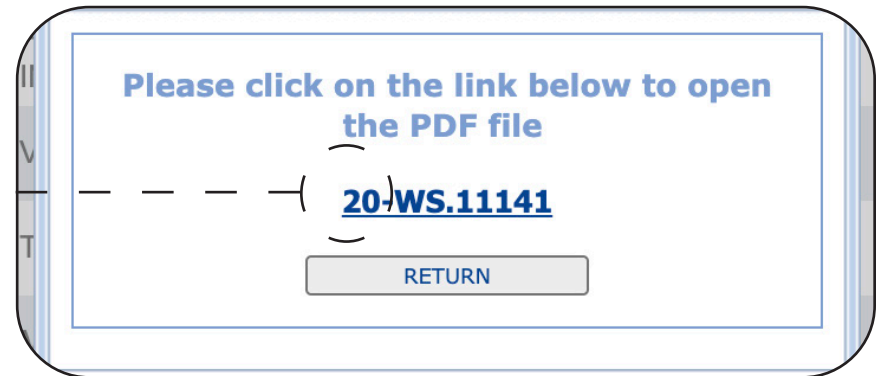 Please click on the link below to open
the PDF file
20-WS.11141
RETURN